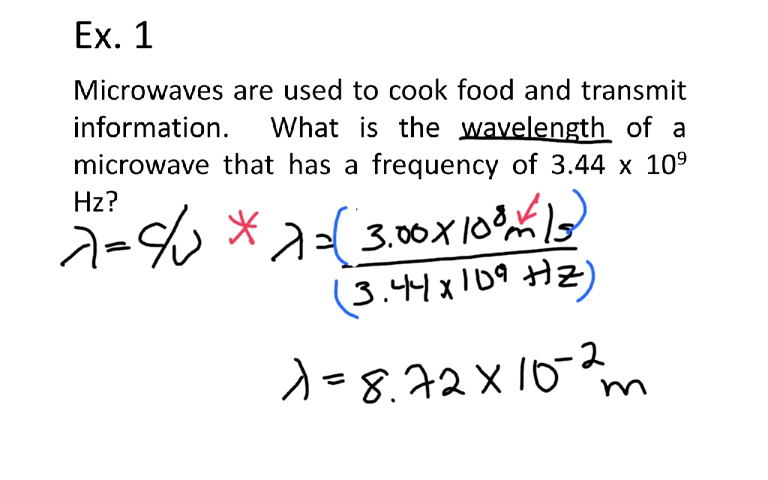 Ex. 1
Microwaves are used to cook food and transmit
information. What is the wavelength of a
microwave that has a frequency of 3.44 x 10⁹
Hz?
λ = c/ν * λ = (3.00 x 10⁸ m/s)
(3.44 x 10⁹ Hz)
λ = 8.72 x 10⁻² m